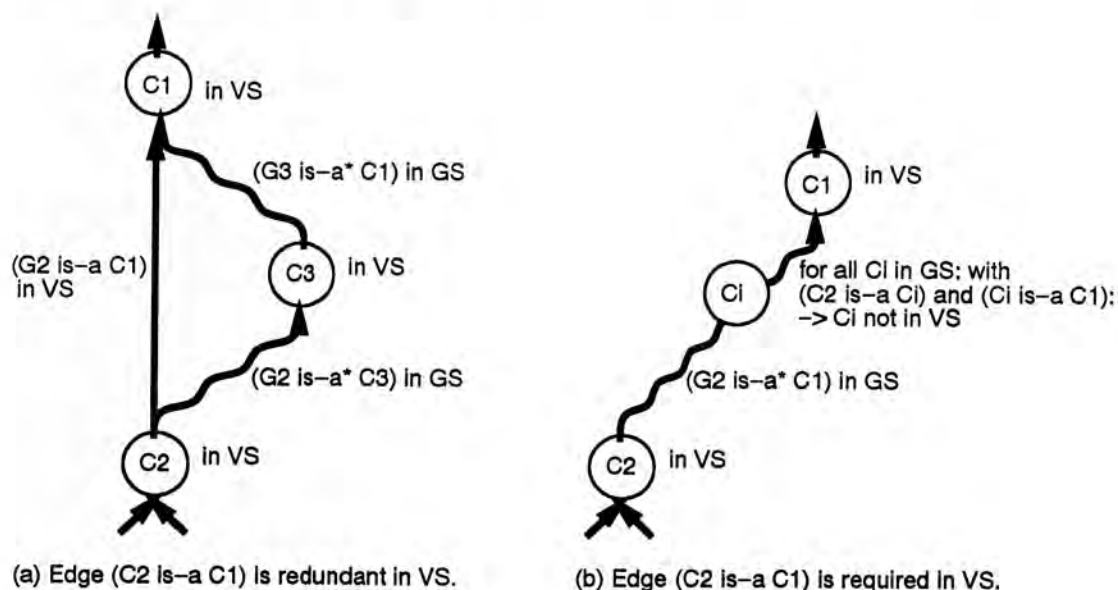 C1
in VS
(G3 is-a* C1) in GS
(G2 is-a C1)
in VS
C3
in VS
(G2 is-a* C3) in GS
C2
in VS
(a) Edge (C2 is-a C1) is redundant in VS.
C1
in VS
Ci
for all Ci in GS: with
(C2 is-a Ci) and (Ci is-a C1):
-> Ci not in VS
(G2 is-a* C1) in GS
C2
in VS
(b) Edge (C2 is-a C1) is required in VS.